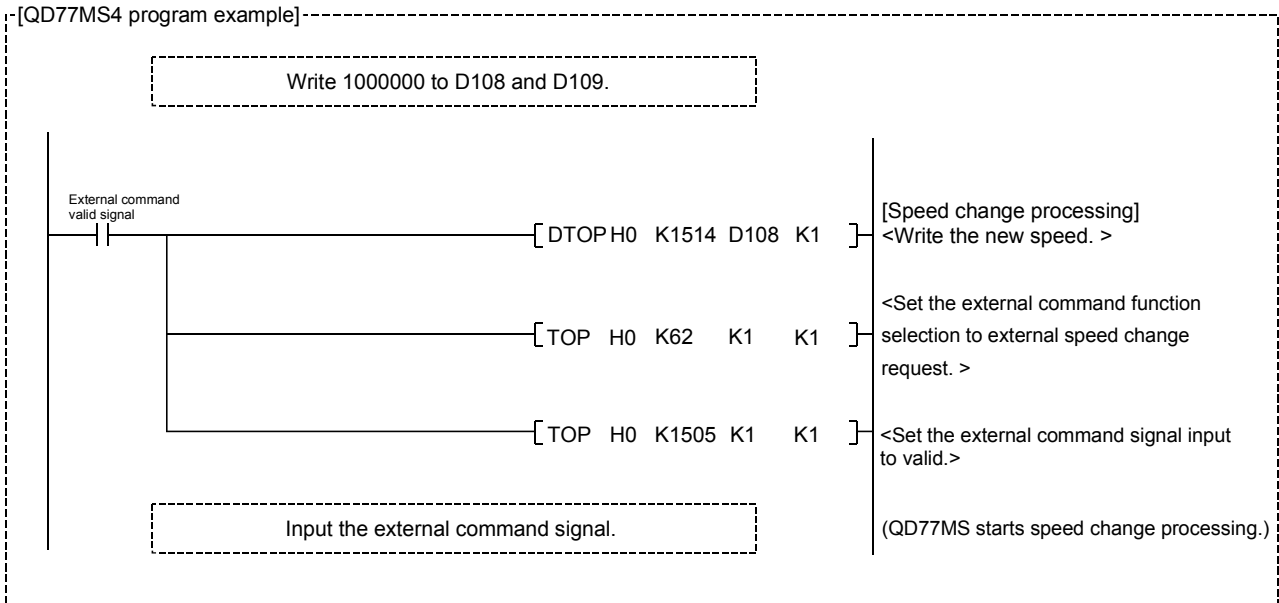 [QD77MS4 program example]
Write 1000000 to D108 and D109.
External command
valid signal
DTOP H0 K1514 D108 K1
[Speed change processing]
<Write the new speed. >
TOP H0 K62 K1 K1
<Set the external command function
selection to external speed change
request. >
TOP H0 K1505 K1 K1
<Set the external command signal input
to valid.>
Input the external command signal.
(QD77MS starts speed change processing.)